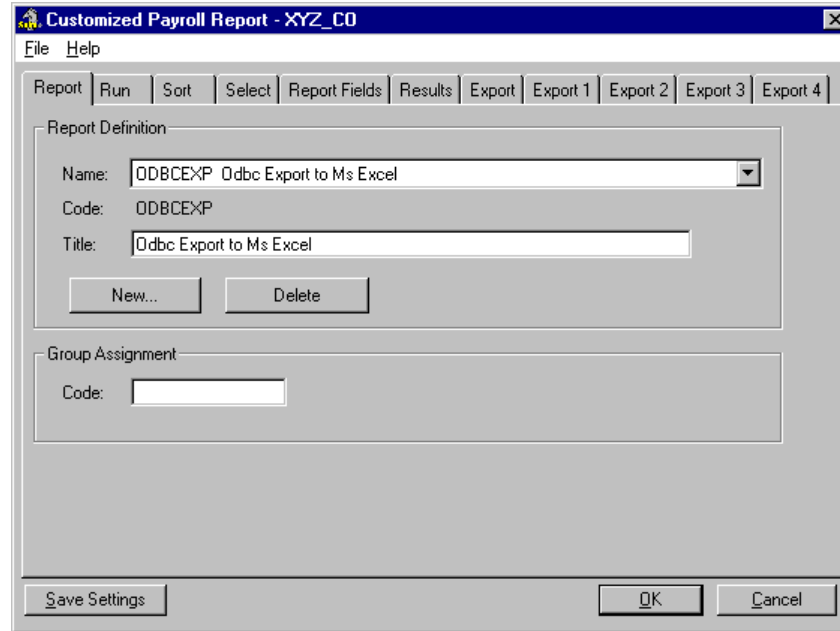 Customized Payroll Report - XYZ_CO
File Help
Report Run Sort Select Report Fields Results Export Export 1 Export 2 Export 3 Export 4
Report Definition
Name: ODBCEXP Odbc Export to Ms Excel
Code: ODBCEXP
Title: Odbc Export to Ms Excel
New... Delete
Group Assignment
Code:
Save Settings OK Cancel